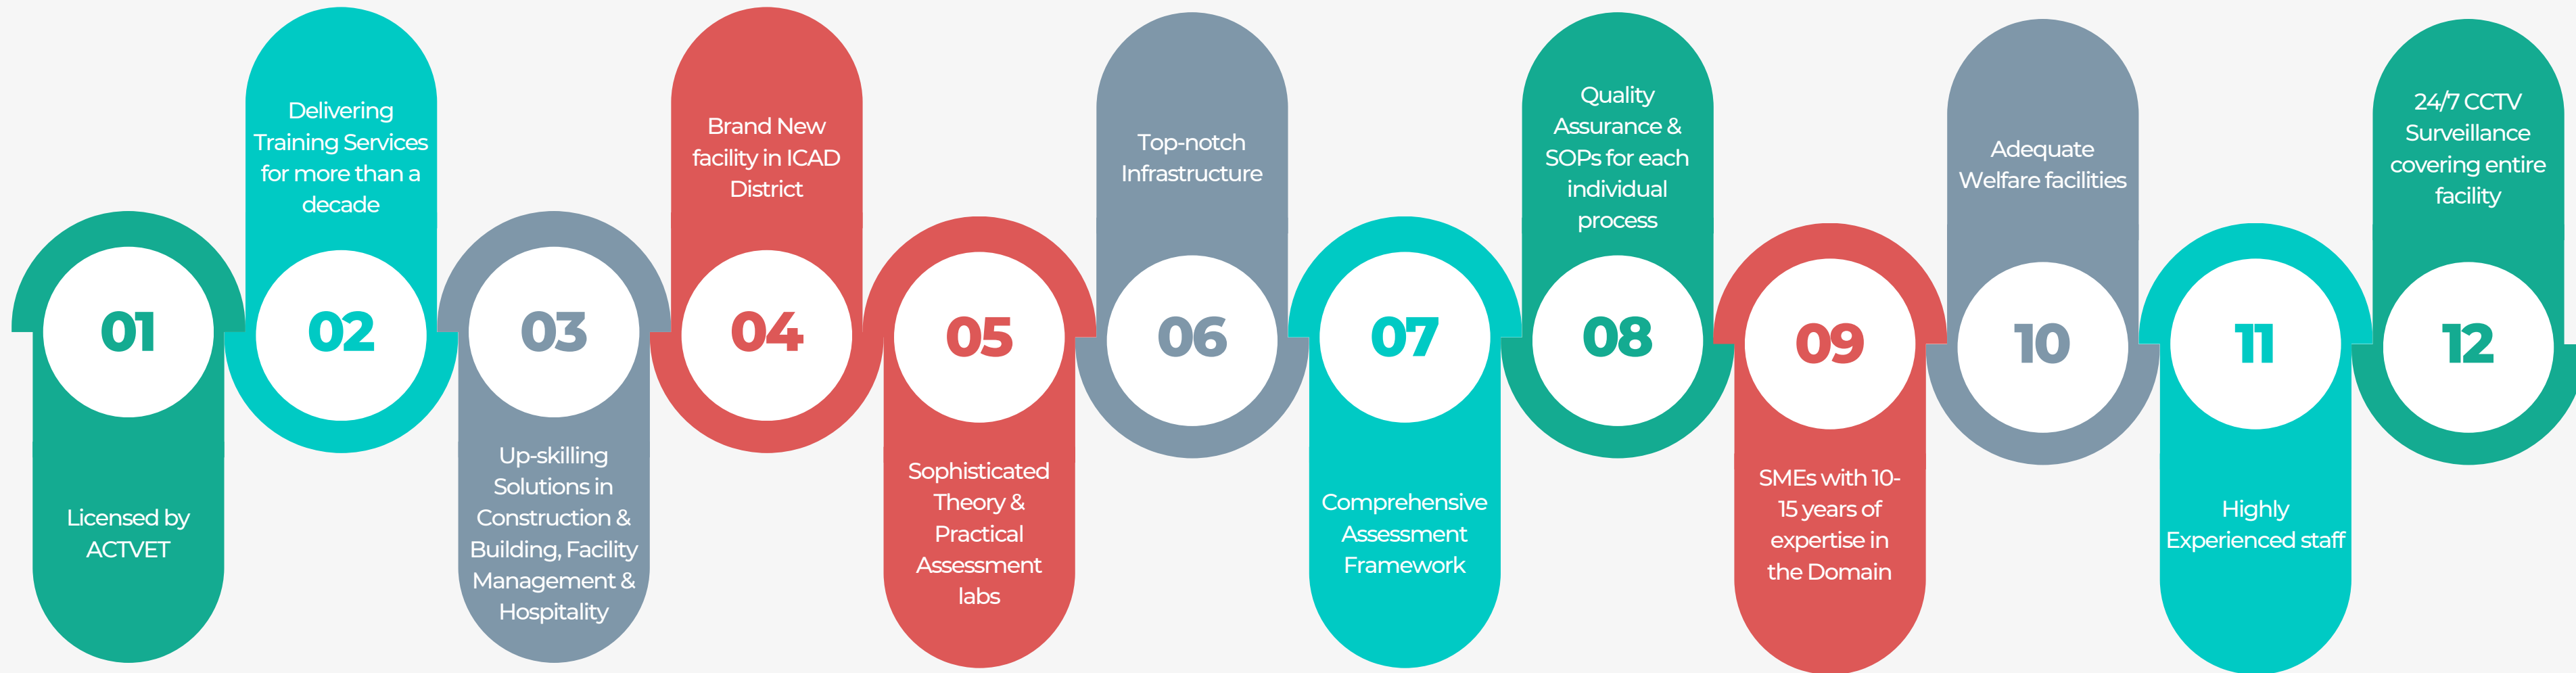 01
Licensed by
ACTVET
Delivering
Training Services
for more than a
decade
02
03
Up-skilling
Solutions in
Construction &
Building, Facility
Management &
Hospitality
Brand New
facility in ICAD
District
04
05
Sophisticated
Theory &
Practical
Assessment
labs
Top-notch
Infrastructure
06
07
Comprehensive
Assessment
Framework
Quality
Assurance &
SOPs for each
individual
process
08
09
SMEs with 10-
15 years of
expertise in
the Domain
Adequate
Welfare facilities
10
11
Highly
Experienced staff
24/7 CCTV
Surveillance
covering entire
facility
12